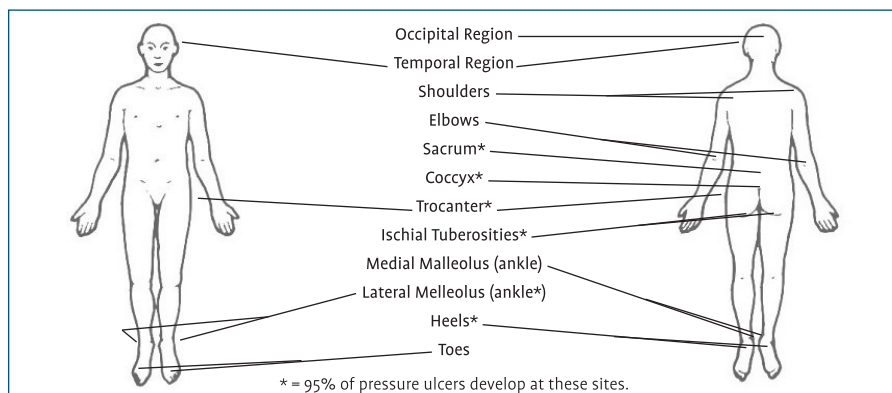 Occipital Region
Temporal Region
Shoulders
Elbows
Sacrum*
Coccyx*
Trocanter*
Ischial Tuberosities*
Medial Malleolus (ankle)
Lateral Melleolus (ankle*)
Heels*
Toes
* = 95% of pressure ulcers develop at these sites.